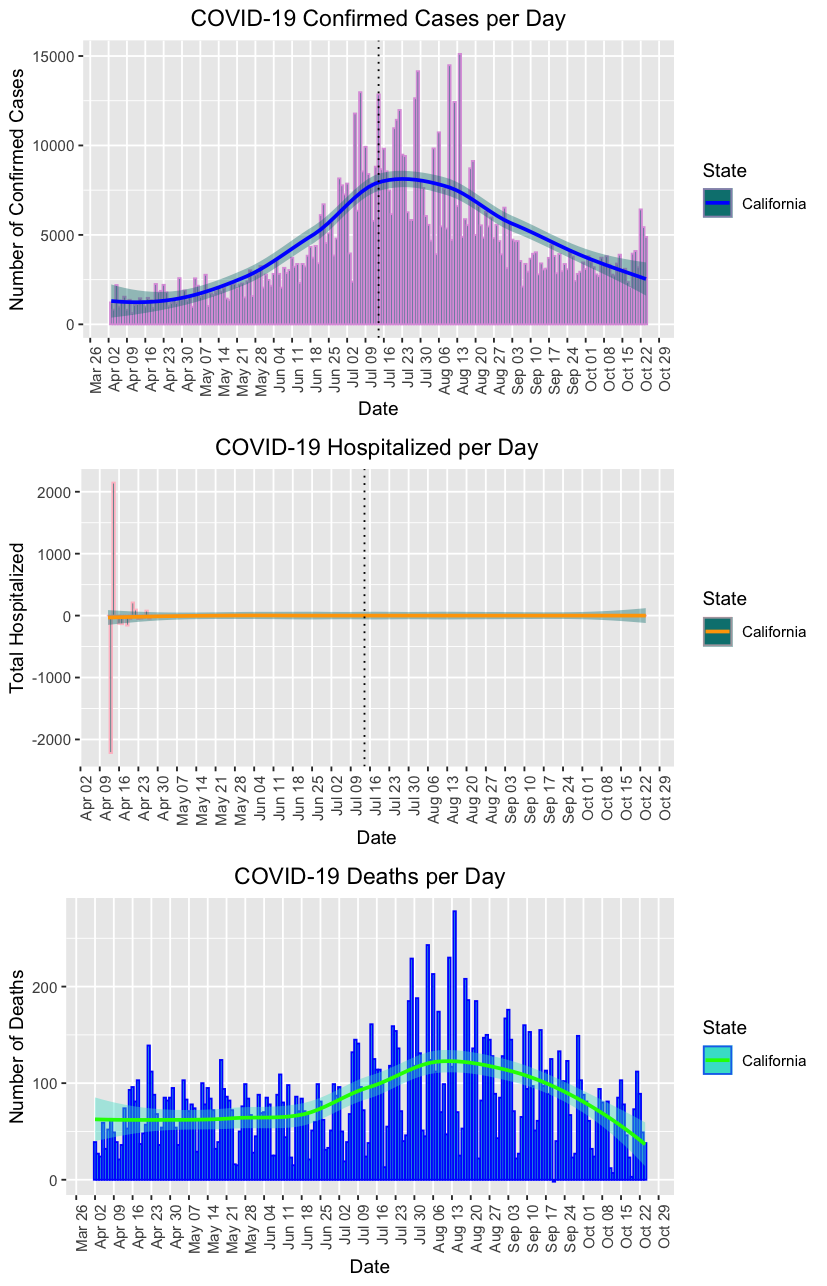 COVID-19 Confirmed Cases per Day
Number of Confirmed Cases
15000
10000
5000
0
Mar 26
Apr 02
Apr 09
Apr 16
Apr 23
Apr 30
May 07
May 14
May 21
May 28
Jun 04
Jun 11
Jun 18
Jun 25
Jul 02
Jul 09
Jul 16
Jul 23
Jul 30
Aug 06
Aug 13
Aug 20
Aug 27
Sep 03
Sep 10
Sep 17
Sep 24
Oct 01
Oct 08
Oct 15
Oct 22
Oct 29
Date
State
California
COVID-19 Hospitalized per Day
Total Hospitalized
2000
1000
0
-1000
-2000
Apr 02
Apr 09
Apr 16
Apr 23
Apr 30
May 07
May 14
May 21
May 28
Jun 04
Jun 11
Jun 18
Jun 25
Jul 02
Jul 09
Jul 16
Jul 23
Jul 30
Aug 06
Aug 13
Aug 20
Aug 27
Sep 03
Sep 10
Sep 17
Sep 24
Oct 01
Oct 08
Oct 15
Oct 22
Oct 29
Date
State
California
COVID-19 Deaths per Day
Number of Deaths
200
100
0
Mar 26
Apr 02
Apr 09
Apr 16
Apr 23
Apr 30
May 07
May 14
May 21
May 28
Jun 04
Jun 11
Jun 18
Jun 25
Jul 02
Jul 09
Jul 16
Jul 23
Jul 30
Aug 06
Aug 13
Aug 20
Aug 27
Sep 03
Sep 10
Sep 17
Sep 24
Oct 01
Oct 08
Oct 15
Oct 22
Oct 29
Date
State
California